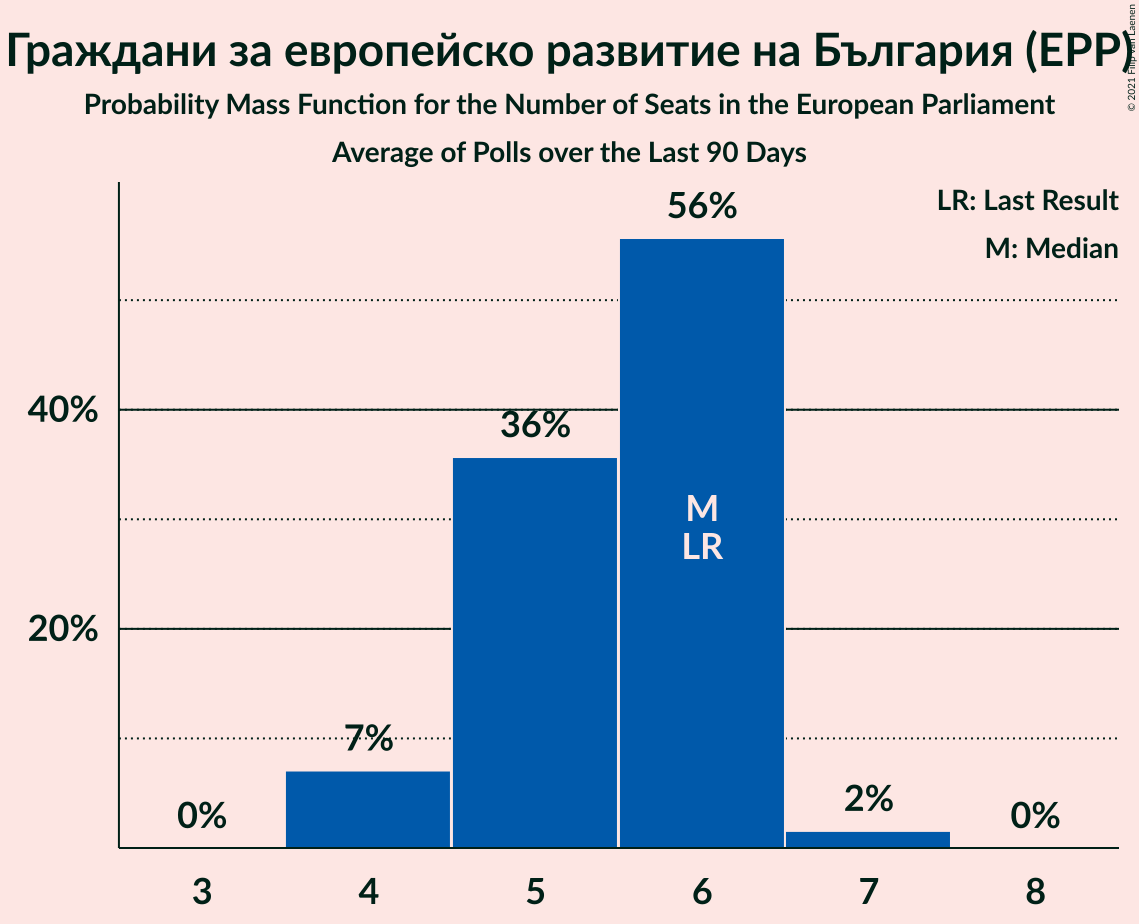 Граждани за европейско развитие на България (EPP)
© 2021 Filip van Laenen
Probability Mass Function for the Number of Seats in the European Parliament
Average of Polls over the Last 90 Days
LR: Last Result
M: Median
56%
40%
36%
M
LR
20%
7%
0%
2%
0%
3 4 5 6 7 8